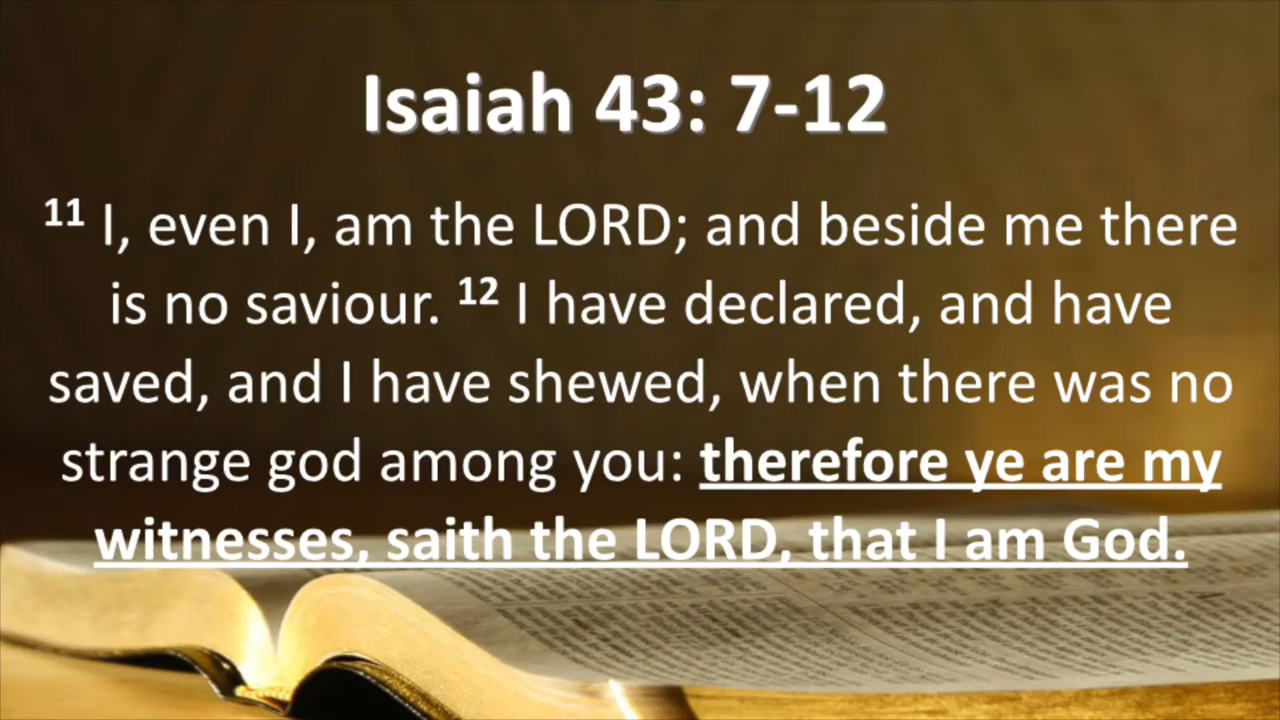 Isaiah 43: 7-12
11 I, even I, am the LORD; and beside me there
is no saviour. 12 I have declared, and have
saved, and I have shewed, when there was no
strange god among you: therefore ye are my
witnesses, saith the LORD, that I am God.